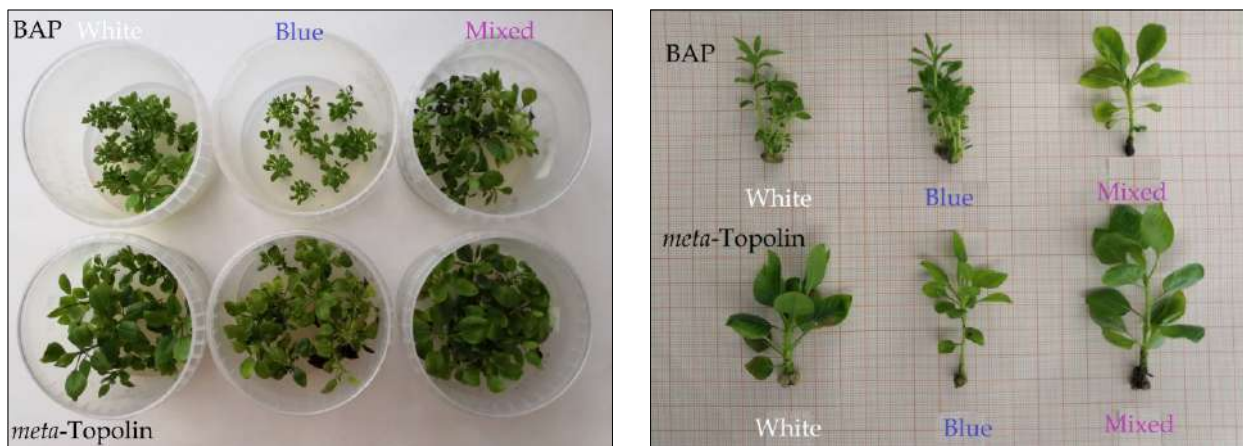 BAP White Blue Mixed
meta-Topolin
BAP
White Blue Mixed
meta-Topolin
White Blue Mixed